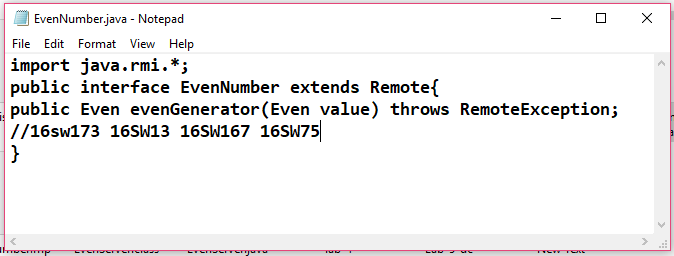 EvenNumber.java - Notepad
File Edit Format View Help
import java.rmi.*;
public interface EvenNumber extends Remote{
public Even evenGenerator(Even value) throws RemoteException;
//16sw173 16SW13 16SW167 16SW75
}